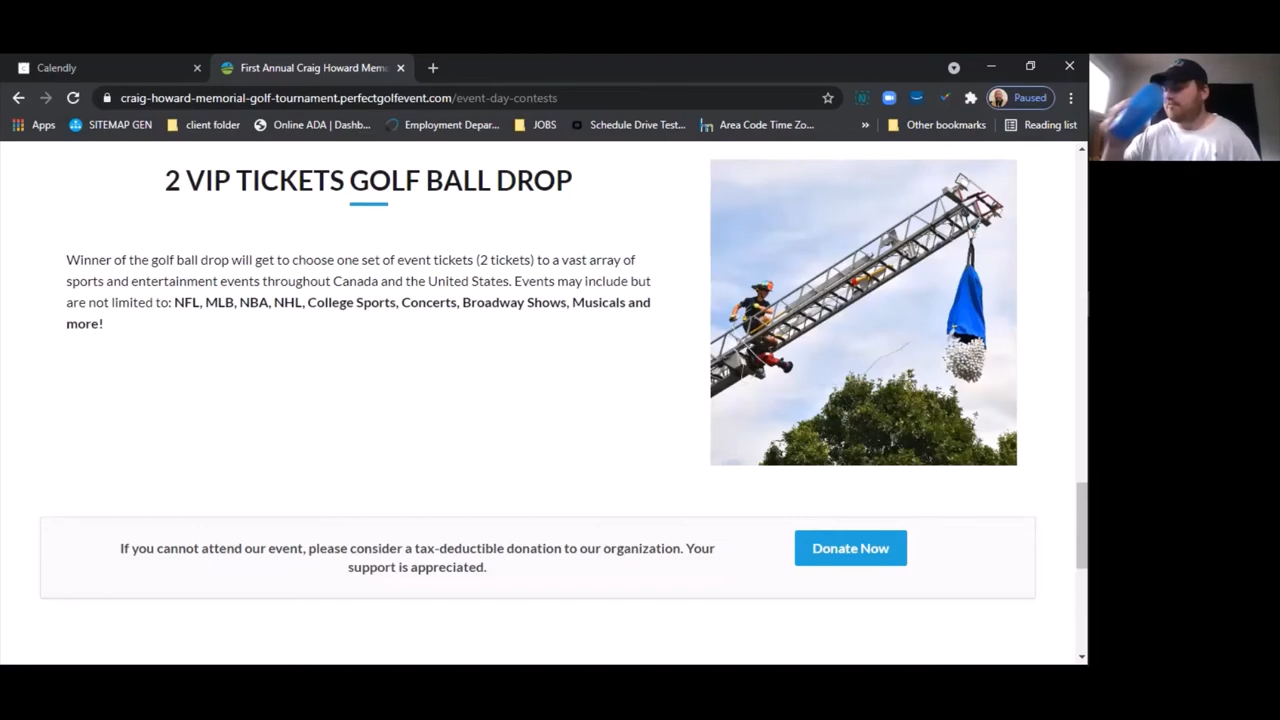 Calendly
First Annual Craig Howard Mem
craig-howard-memorial-golf-tournament.perfectgolfevent.com/event-day-contests
Paused
Apps
SITEMAP GEN
client folder
Online ADA | Dashb...
Employment Depar...
JOBS
Schedule Drive Test...
Area Code Time Zo...
»
Other bookmarks
Reading list
2 VIP TICKETS GOLF BALL DROP
Winner of the golf ball drop will get to choose one set of event tickets (2 tickets) to a vast array of
sports and entertainment events throughout Canada and the United States. Events may include but
are not limited to: NFL, MLB, NBA, NHL, College Sports, Concerts, Broadway Shows, Musicals and
more!
If you cannot attend our event, please consider a tax-deductible donation to our organization. Your
support is appreciated.
Donate Now